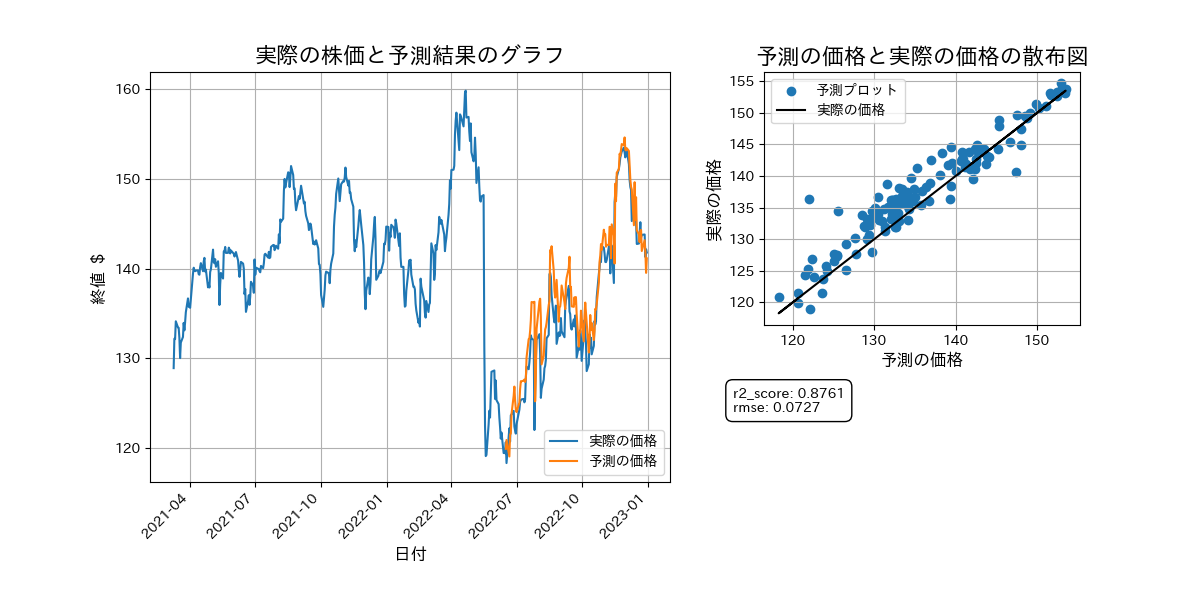 実際の株価と予測結果のグラフ
終値 $
160
150
140
130
120
実際の価格
予測の価格
2021-04
2021-07
2021-10
2022-01
2022-04
2022-07
2022-10
2023-01
日付
予測の価格と実際の価格の散布図
実際の価格
155
150
145
140
135
130
125
120
予測プロット
実際の価格
120
130
140
150
予測の価格
r2_score: 0.8761
rmse: 0.0727